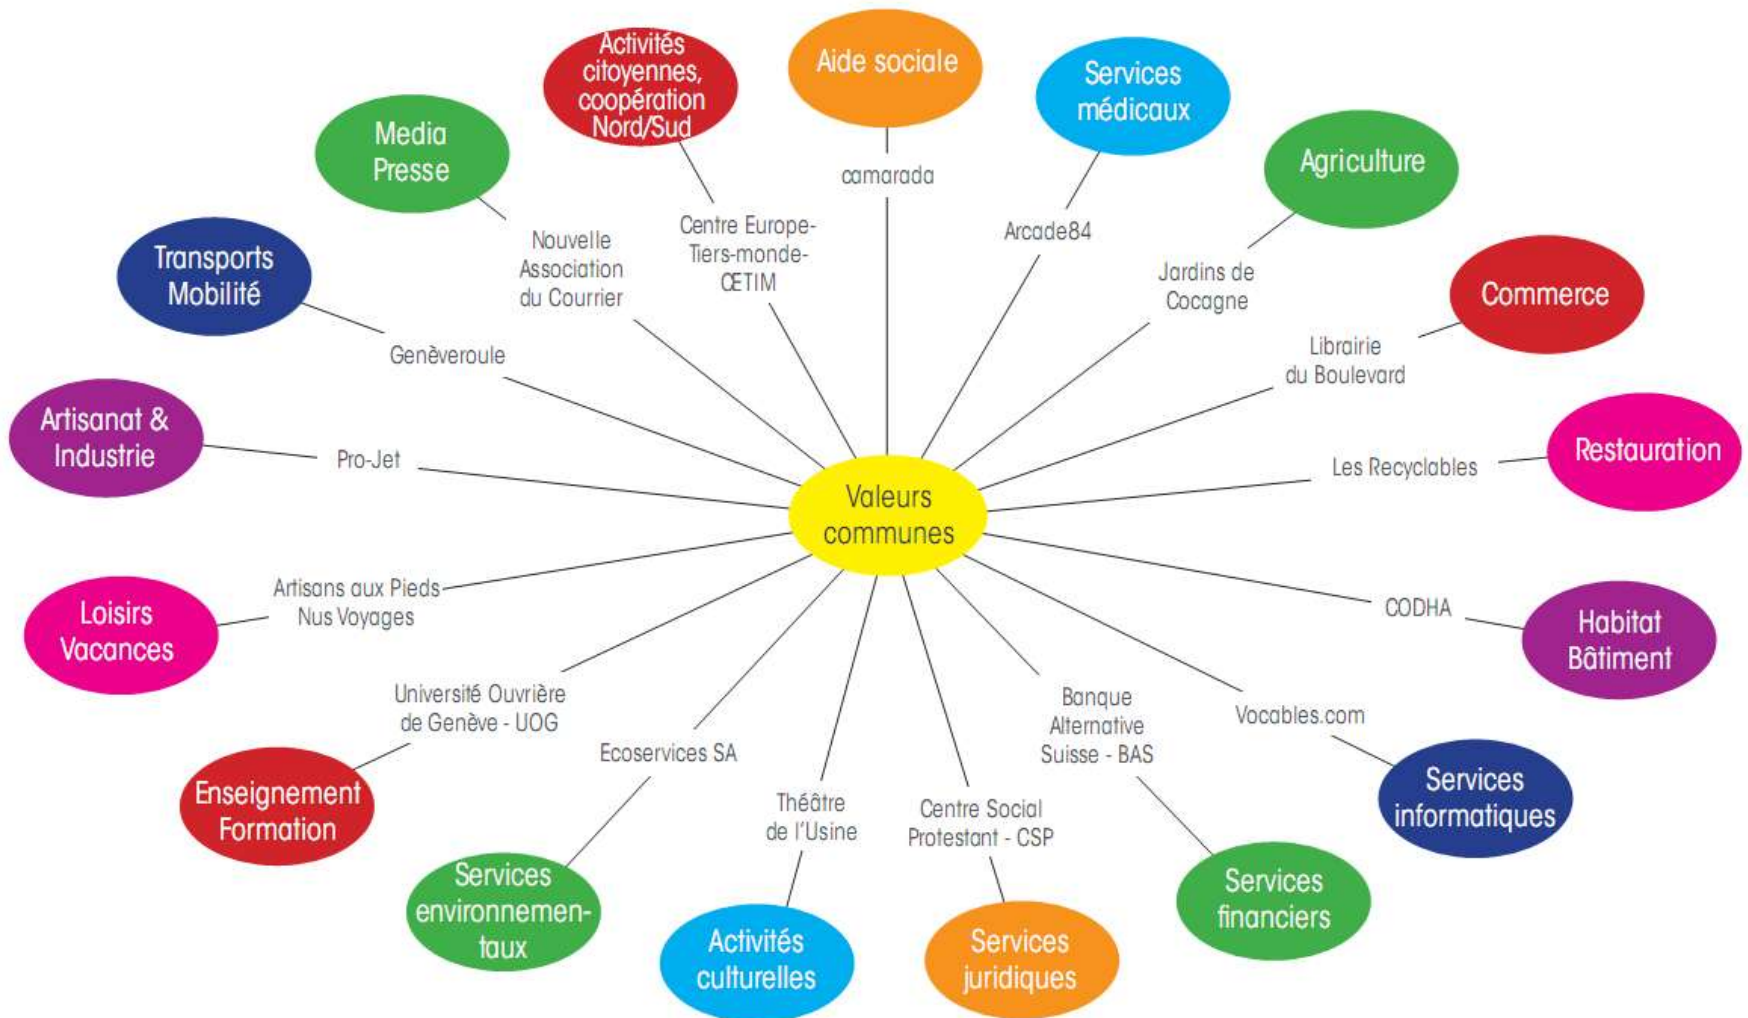 Activités
citoyennes,
coopération
Nord/Sud
Aide sociale
Services
médicaux
Media
Presse
Agriculture
camarada
Centre Europe-
Tiers-monde-
ŒTIM
Arcade84
Nouvelle
Association
du Courrier
Transports
Mobilité
Jardins de
Cocagne
Commerce
Genèveroule
Librairie
du Boulevard
Artisanat &
Industrie
Pro-Jet
Restauration
Les Recyclables
Valeurs
communes
Artisans aux Pieds
Nus Voyages
Loisirs
Vacances
CODHA
Habitat
Bâtiment
Université Ouvrière
de Genève - UOG
Banque
Alternative
Suisse - BAS
Vocables.com
Ecoservices SA
Enseignement
Formation
Théâtre
de l'Usine
Centre Social
Protestant - CSP
Services
informatiques
Services
environnemen-
taux
Services
financiers
Activités
culturelles
Services
juridiques